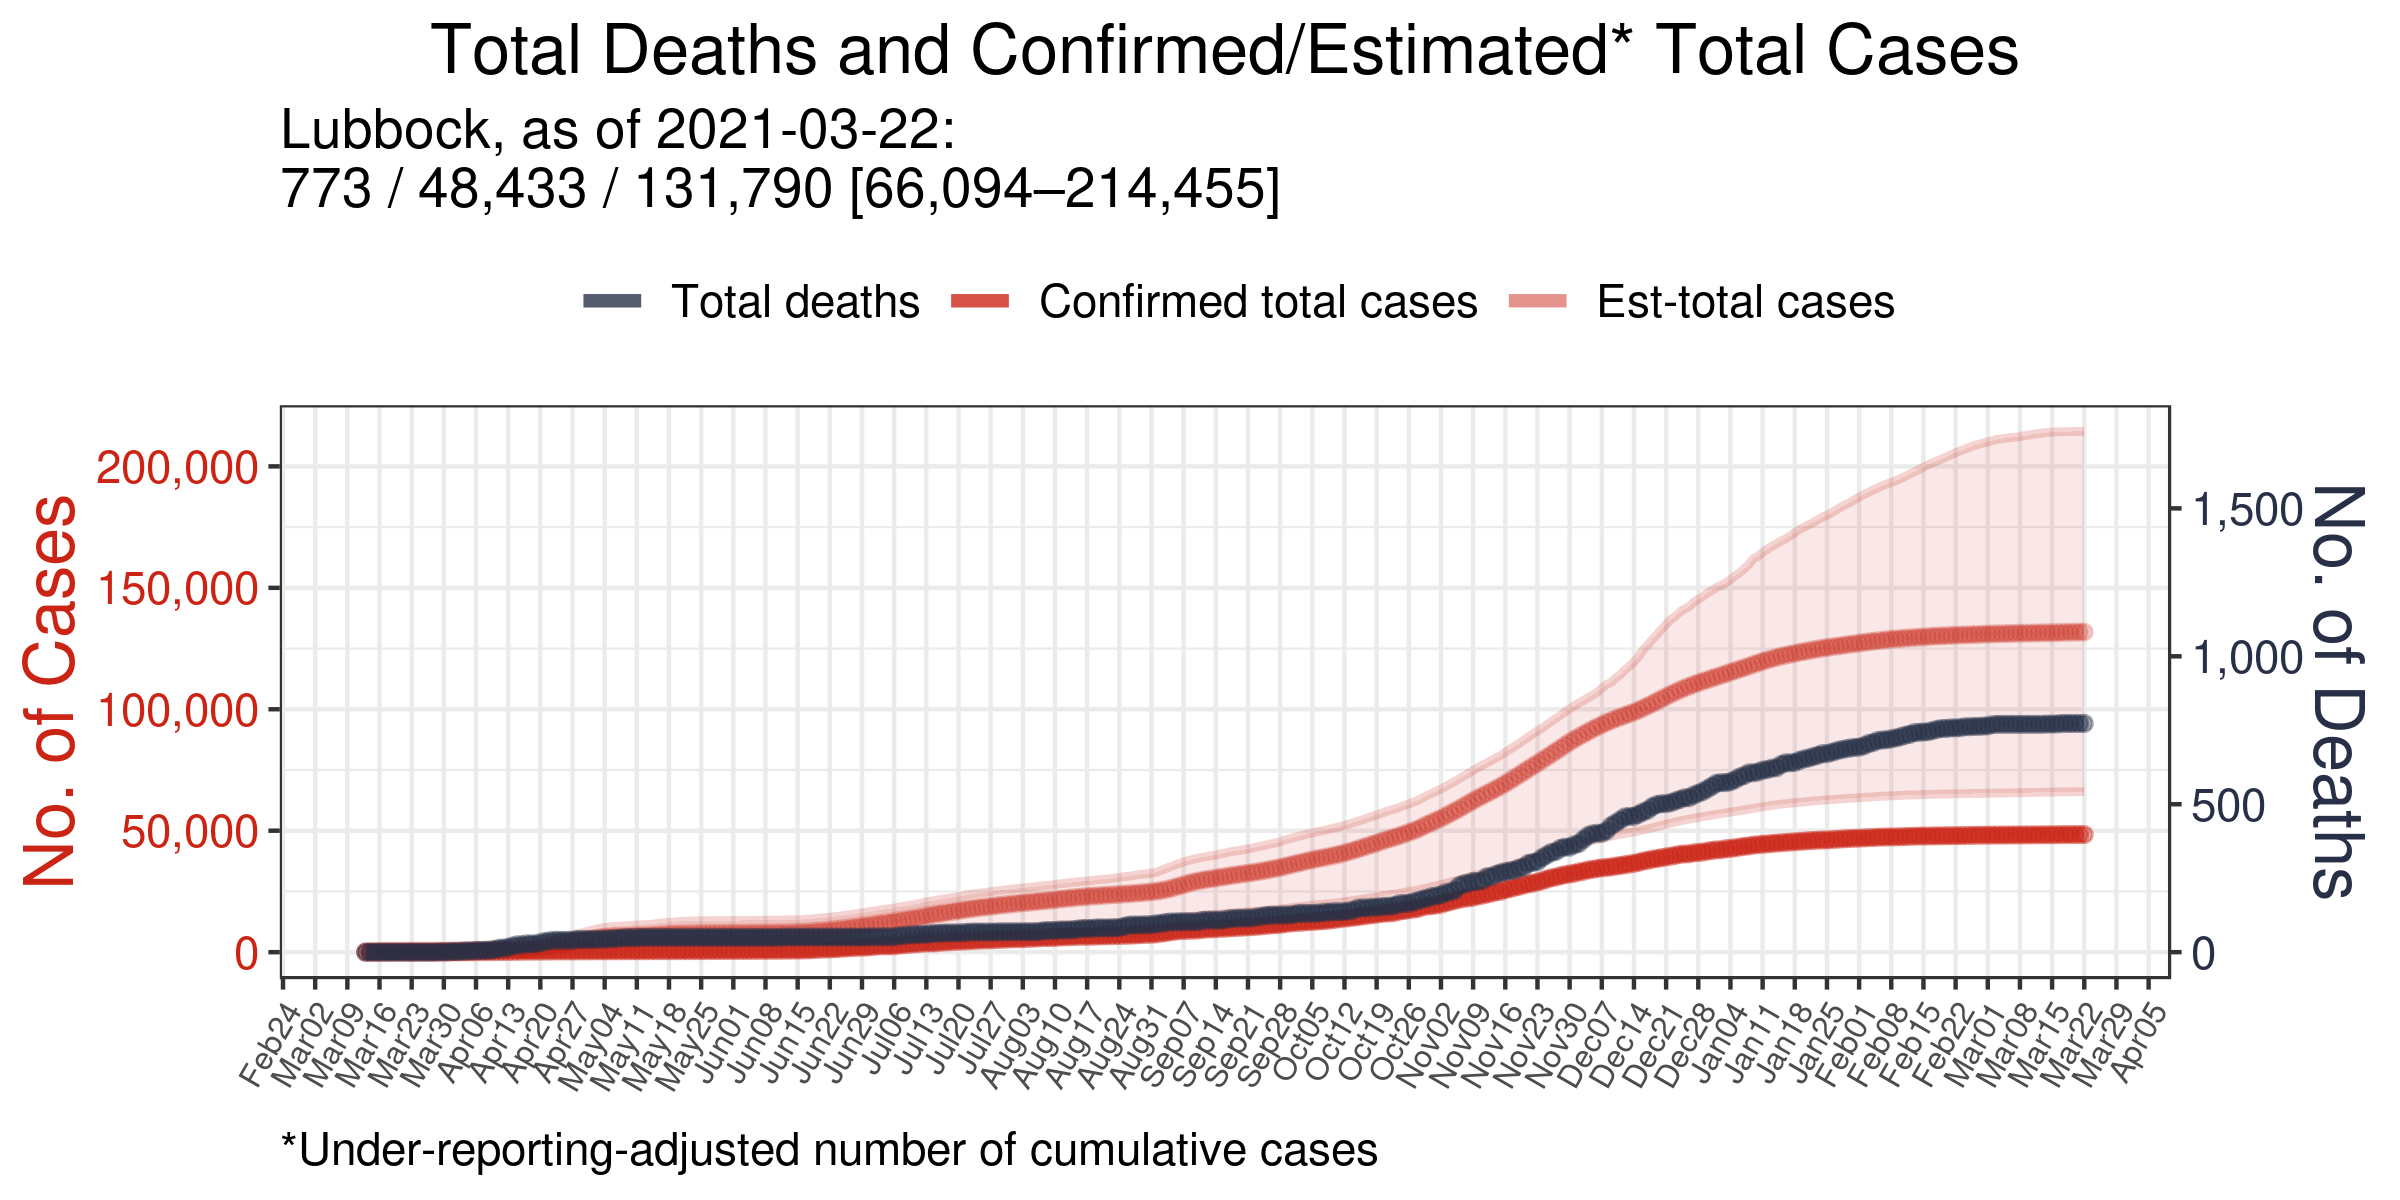 Total Deaths and Confirmed/Estimated* Total Cases
Lubbock, as of 2021-03-22:
773 / 48,433 / 131,790 [66,094–214,455]
Total deaths
Confirmed total cases
Est-total cases
No. of Cases
200,000
150,000
100,000
50,000
0
1,500
1,000
500
0
No. of Deaths
Feb24
Mar02
Mar09
Mar16
Mar23
Mar30
Apr06
Apr13
Apr20
Apr27
May04
May11
May18
May25
Jun01
Jun08
Jun15
Jun22
Jun29
Jul06
Jul13
Jul20
Jul27
Aug03
Aug10
Aug17
Aug24
Aug31
Sep07
Sep14
Sep21
Sep28
Oct05
Oct12
Oct19
Oct26
Nov02
Nov09
Nov16
Nov23
Nov30
Dec07
Dec14
Dec21
Dec28
Jan04
Jan11
Jan18
Jan25
Feb01
Feb08
Feb15
Feb22
Mar01
Mar08
Mar15
Mar22
Mar29
Apr05
*Under-reporting-adjusted number of cumulative cases